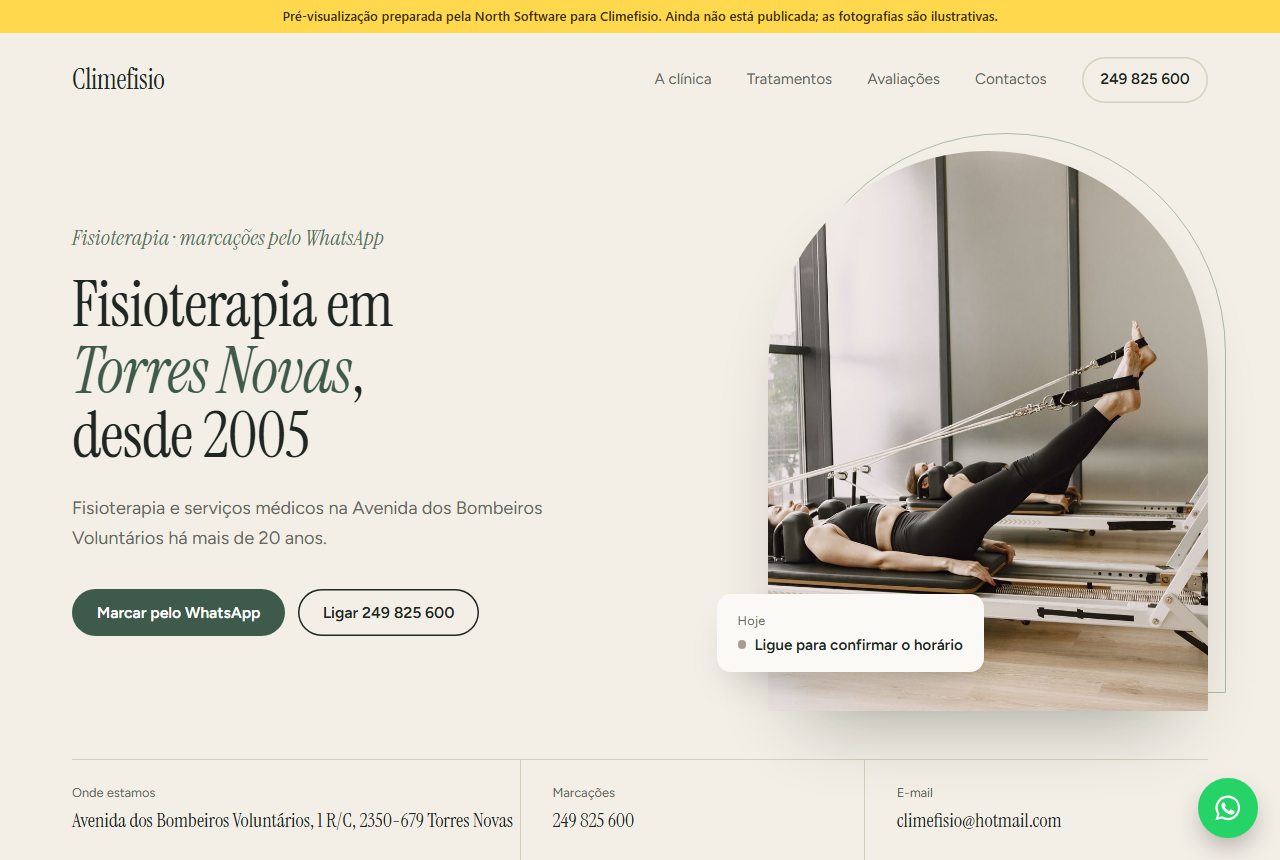 Pré-visualização preparada pela North Software para Climefisio. Ainda não está publicada; as fotografias são ilustrativas.
Climefisio
A clínica
Tratamentos
Avaliações
Contactos
249 825 600
Fisioterapia · marcações pelo WhatsApp
Fisioterapia em
Torres Novas,
desde 2005
Fisioterapia e serviços médicos na Avenida dos Bombeiros
Voluntários há mais de 20 anos.
Marcar pelo WhatsApp
Ligar 249 825 600
Hoje
Ligue para confirmar o horário
Onde estamos
Avenida dos Bombeiros Voluntários, 1 R/C, 2350-679 Torres Novas
Marcações
249 825 600
E-mail
climefisio@hotmail.com